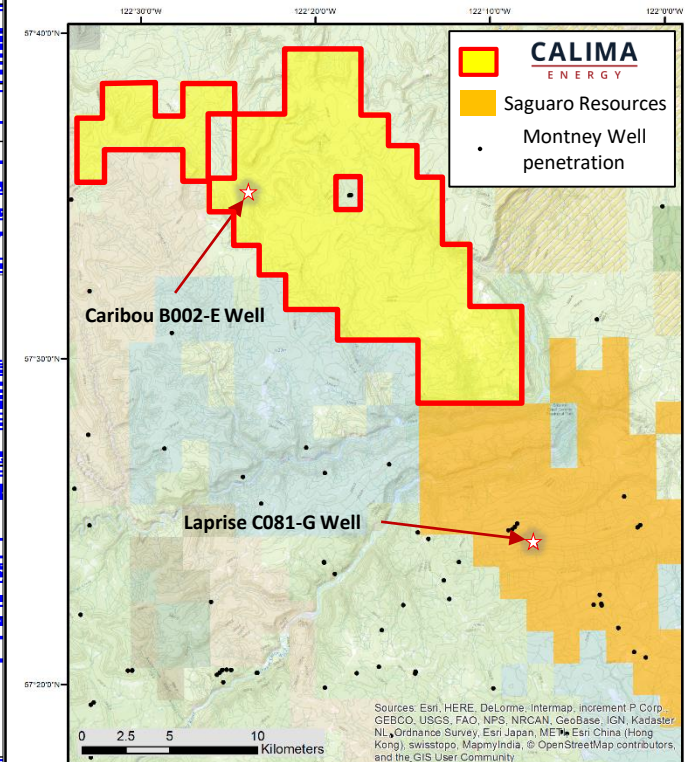 122°30'0"W 122°20'0"W 122°10'0"W 122°0'0"W
57°40'0"N
CALIMA
ENERGY
Saguaro Resources
Montney Well
penetration
Caribou B002-E Well
57°30'0"N
Laprise C081-G Well
57°20'0"N
Sources: Esri, HERE, DeLorme, Intermap, increment P Corp.,
GEBCO, USGS, FAO, NPS, NRCAN, GeoBase, IGN, Kadaster
NL, Ordnance Survey, Esri Japan, METI, Esri China (Hong
Kong), swisstopo, MapmyIndia, © OpenStreetMap contributors,
and the GIS User Community
0 2.5 5 10
Kilometers